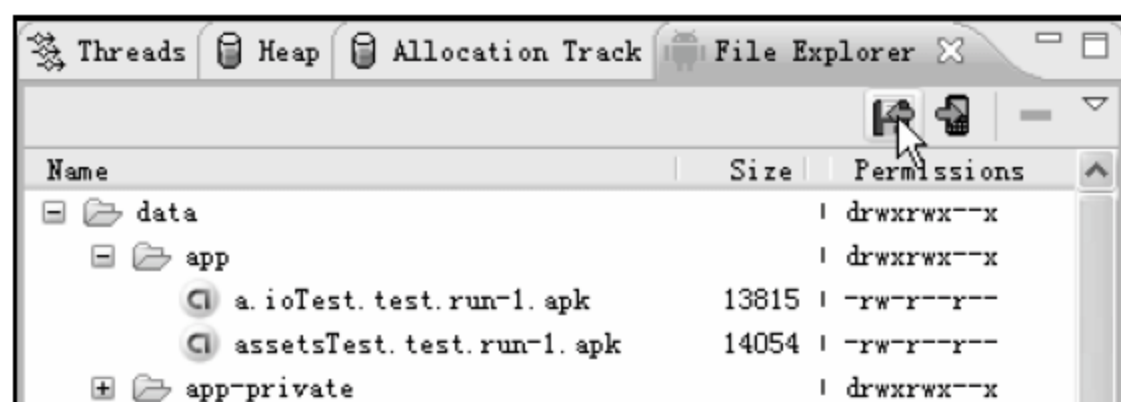 Threads Heap Allocation Track File Explorer
Name Size Permissions
data drwxrwx--x
app drwxrwx--x
a.ioTest.test.run-1.apk 13815 -rw-r--r--
assetsTest.test.run-1.apk 14054 -rw-r--r--
app-private drwxrwx--x